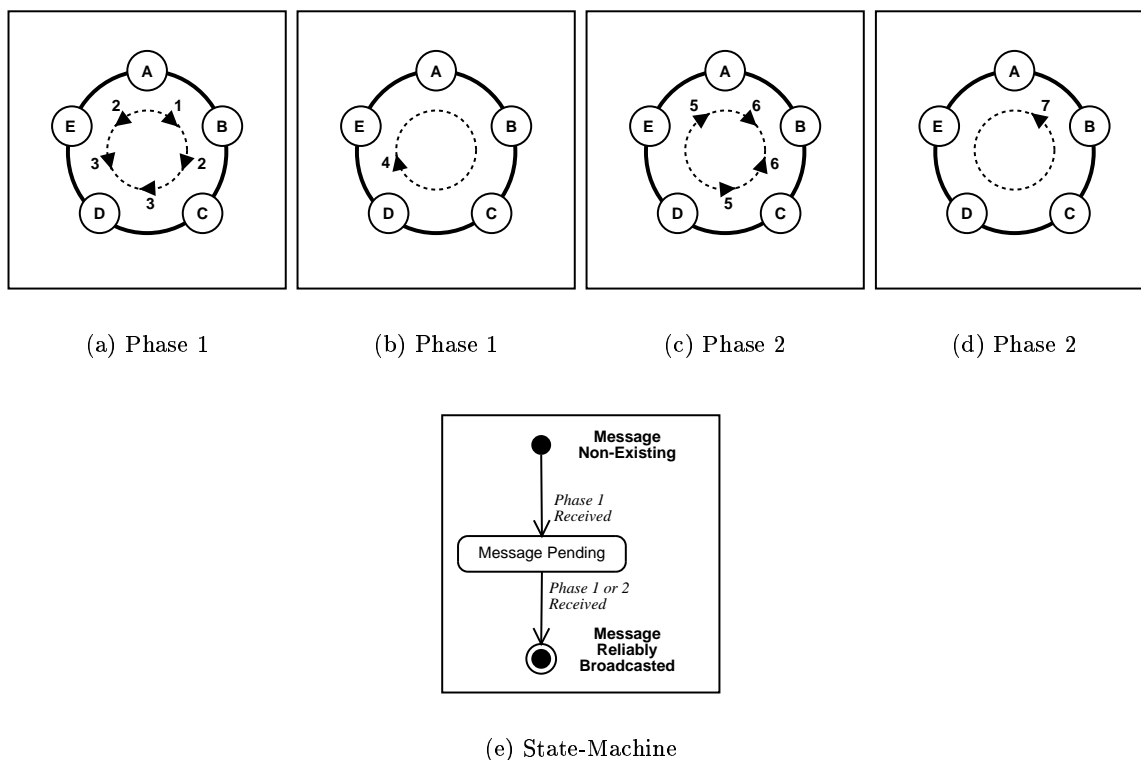 A
2 1
E B
3 2
3
D C
A
E B
4
D C
A
5 6
E B
6
D C
5
A
7
E B
D C
(a) Phase 1
(b) Phase 1
(c) Phase 2
(d) Phase 2
Message
Non-Existing
Phase 1
Received
Message Pending
Phase 1 or 2
Received
Message
Reliably
Broadcasted
(e) State-Machine